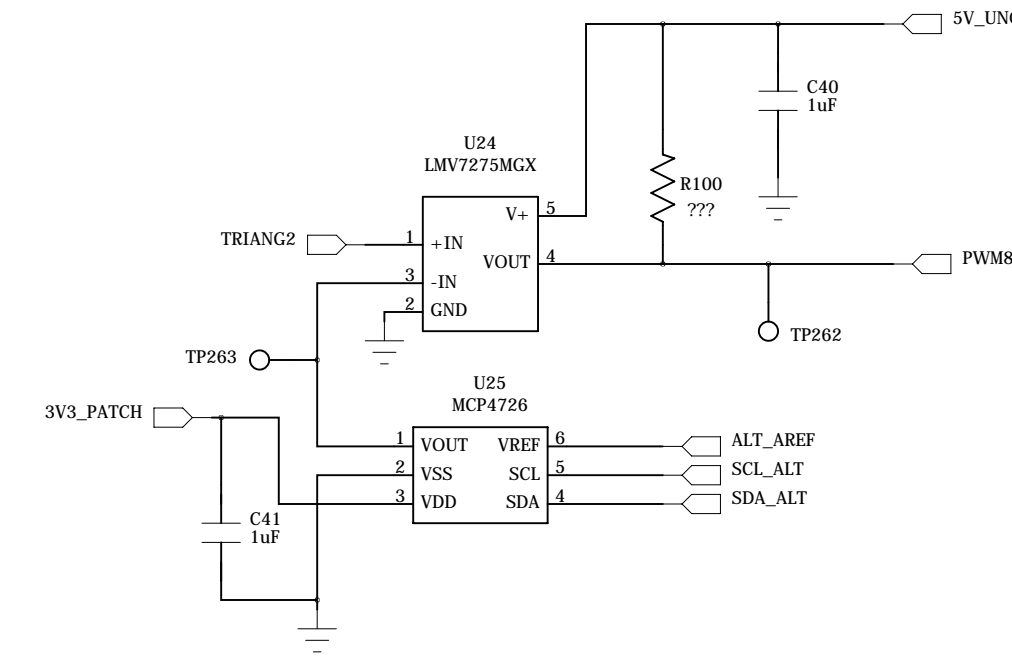 5V_UN
C40
1uF
U24
LMV7275MGX
R100
???
V+
5
TRIANG2
1
+IN
VOUT
4
PWM8
3
-IN
2
GND
TP262
TP263
U25
MCP4726
3V3_PATCH
1
VOUT
VREF
6
ALT_AREF
2
VSS
SCL
5
SCL_ALT
3
VDD
SDA
4
SDA_ALT
C41
1uF